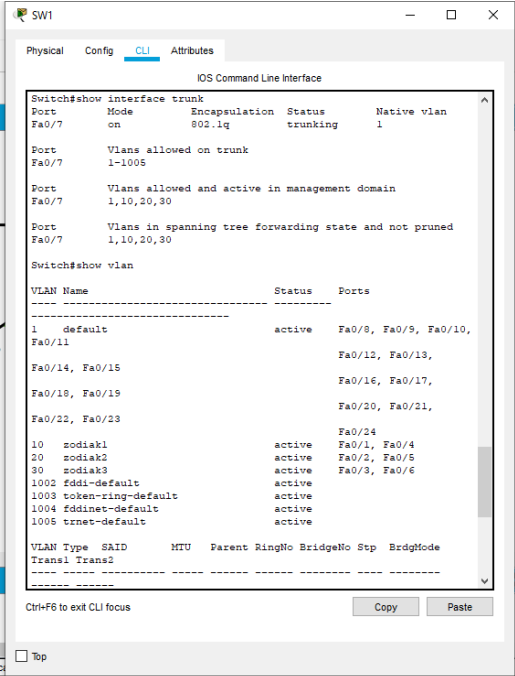 SW1
Physical Config CLI Attributes
IOS Command Line Interface
Switch#show interface trunk
Port Mode Encapsulation Status Native vlan
Fa0/7 on 802.1q trunking 1
Port Vlans allowed on trunk
Fa0/7 1-1005
Port Vlans allowed and active in management domain
Fa0/7 1,10,20,30
Port Vlans in spanning tree forwarding state and not pruned
Fa0/7 1,10,20,30
Switch#show vlan
VLAN Name Status Ports
---- -------------------------------- ---------
-------------------------------
1 default active Fa0/8, Fa0/9, Fa0/10,
Fa0/11
Fa0/12, Fa0/13,
Fa0/14, Fa0/15
Fa0/16, Fa0/17,
Fa0/18, Fa0/19
Fa0/20, Fa0/21,
Fa0/22, Fa0/23
Fa0/24
10 zodiak1 active Fa0/1, Fa0/4
20 zodiak2 active Fa0/2, Fa0/5
30 zodiak3 active Fa0/3, Fa0/6
1002 fddi-default active
1003 token-ring-default active
1004 fddinet-default active
1005 trnet-default active
VLAN Type SAID MTU Parent RingNo BridgeNo Stp BrdgMode
Trans1 Trans2
---- ----- ---------- ----- ------ ------ -------- ---- --------
------ ------
Ctrl+F6 to exit CLI focus
Copy Paste
Top